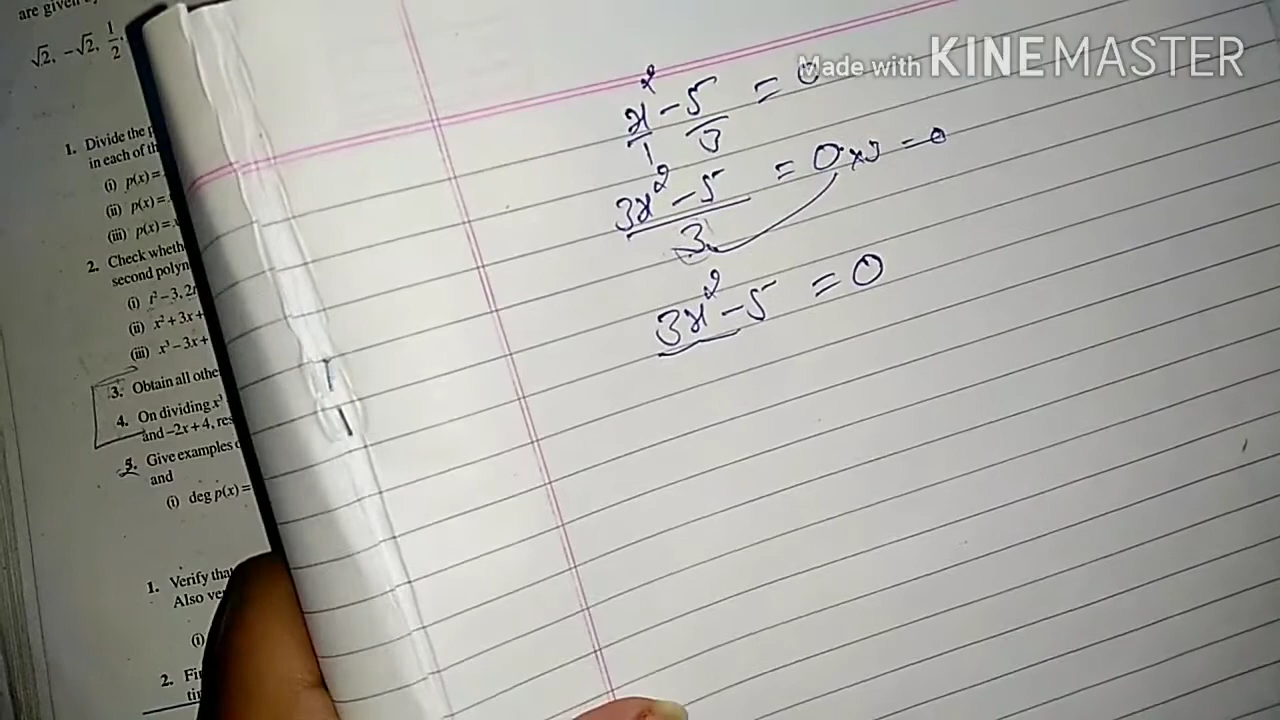 are given
√2, −√2, 1/2,
1. Divide the p
in each of th
(i) p(x) =
(ii) p(x) =
(iii) p(x) = x
2. Check wheth
second polyn
(i) t² − 3, 2t
(ii) x² + 3x +
(iii) x³ − 3x +
3. Obtain all othe
4. On dividing x³
and −2x + 4, res
5. Give examples o
and
(i) deg p(x) =
1. Verify that
Also ve
(i)
2. Fi
tir
Made with KINEMASTER
x²/1 − 5/3 = 0
(3x² − 5)/3 = 0 × 3 = 0
3x² − 5 = 0